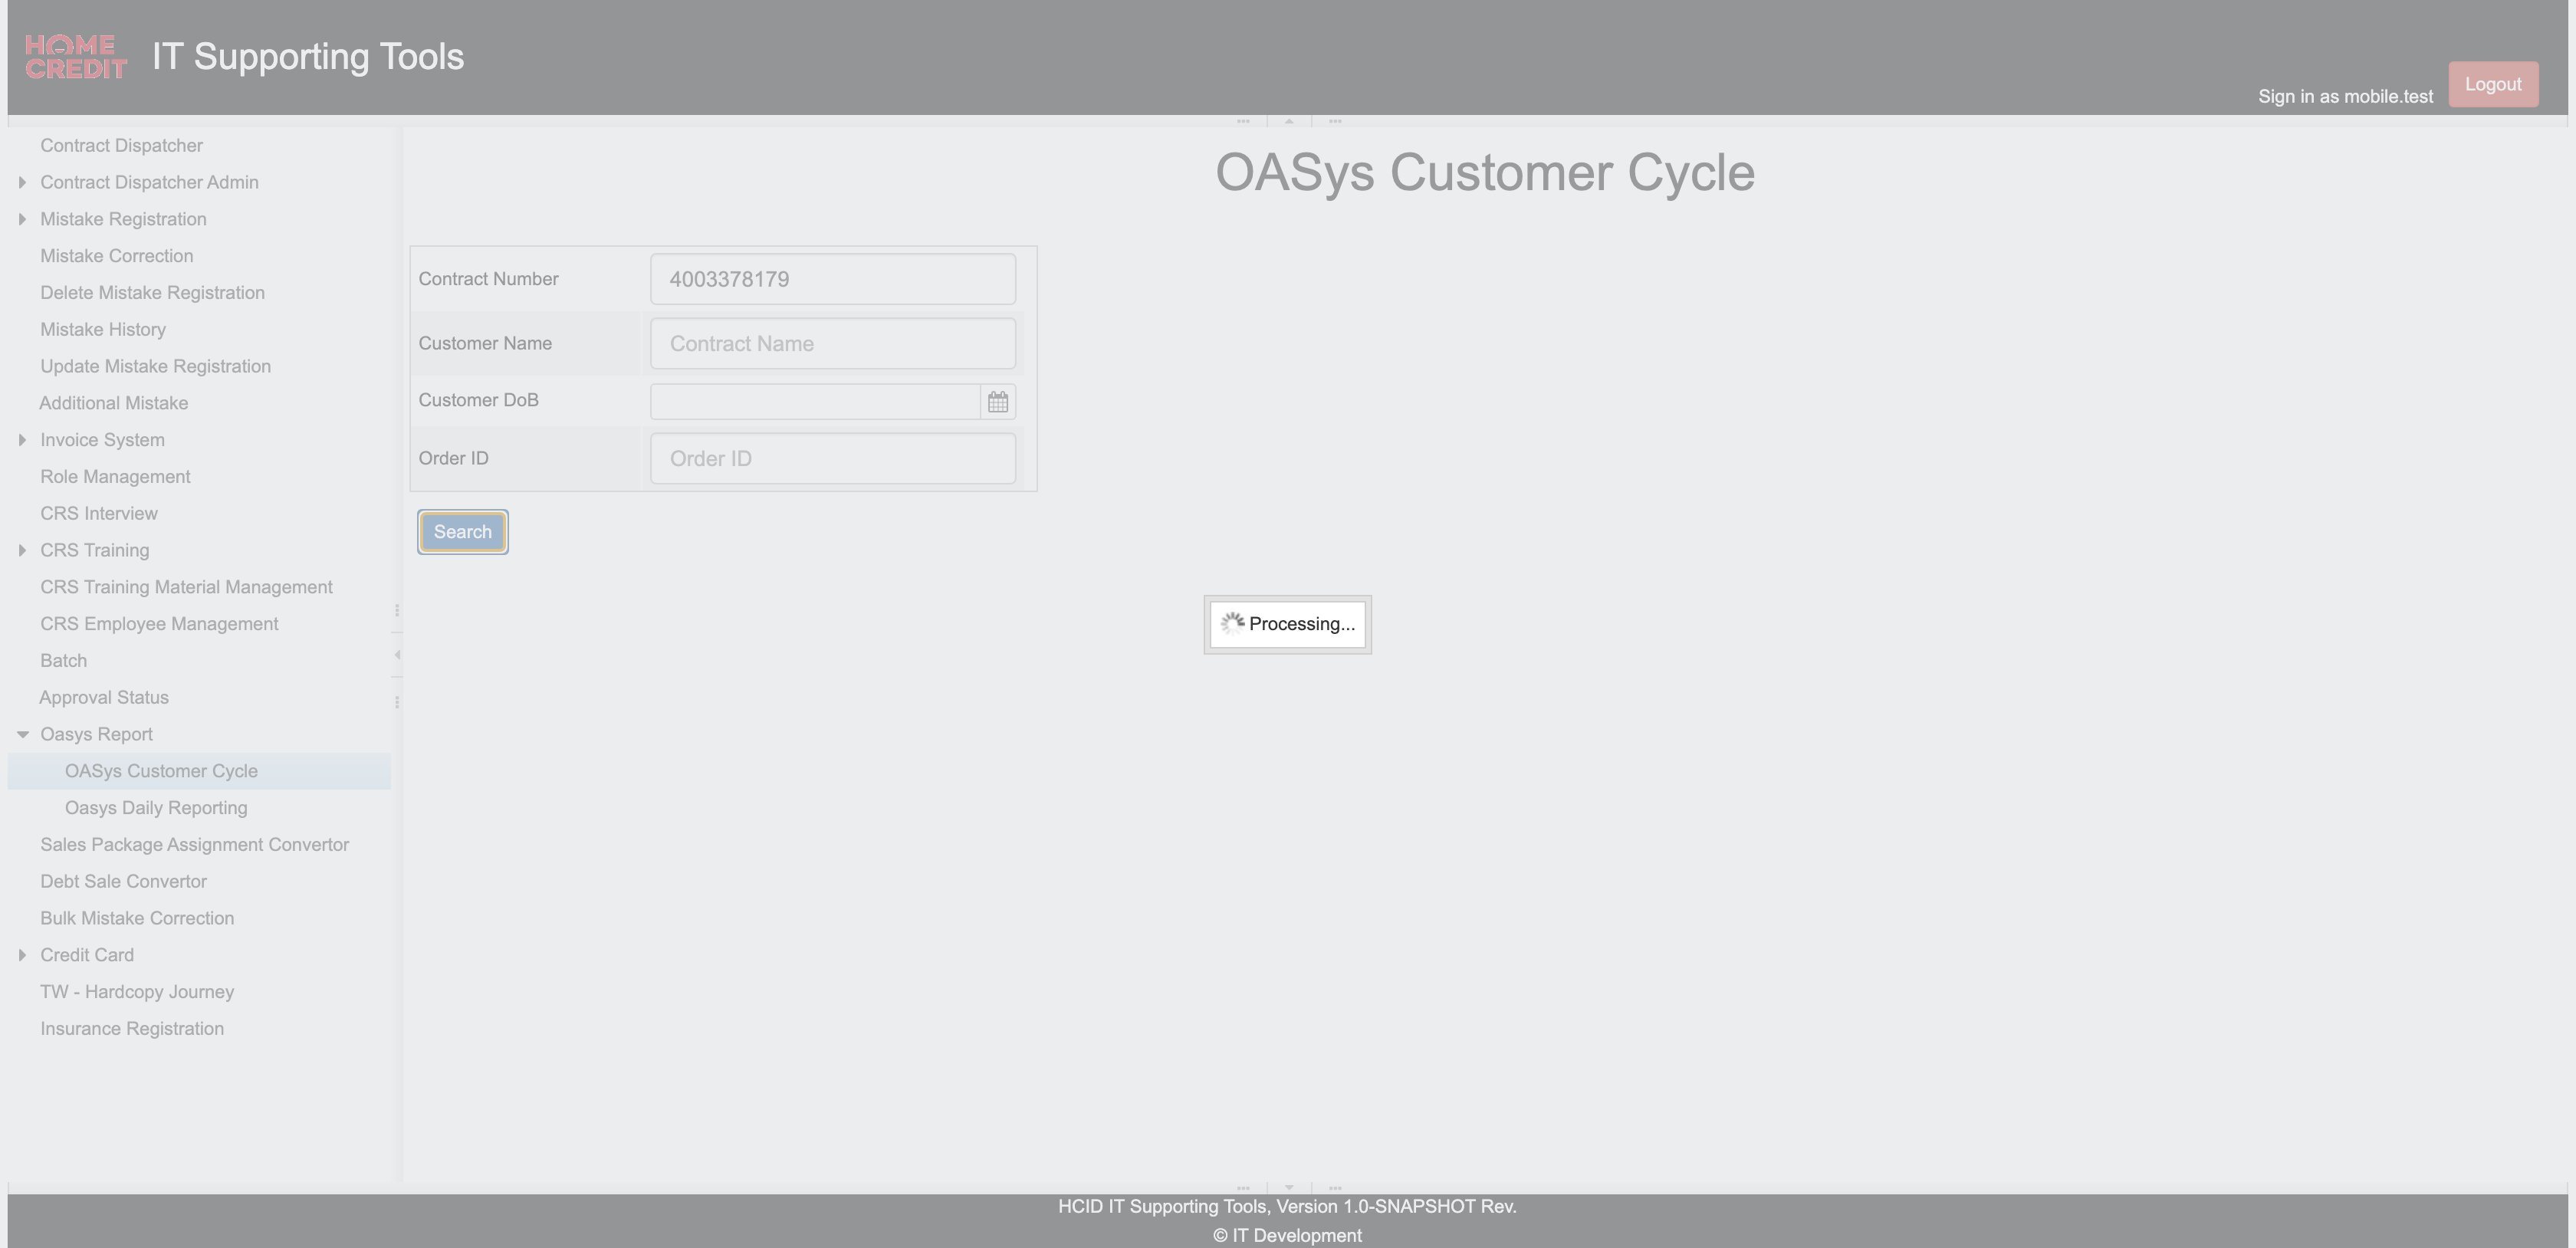 HOME
CREDIT
IT Supporting Tools
Sign in as mobile.test
Logout
Contract Dispatcher
Contract Dispatcher Admin
Mistake Registration
Mistake Correction
Delete Mistake Registration
Mistake History
Update Mistake Registration
Additional Mistake
Invoice System
Role Management
CRS Interview
CRS Training
CRS Training Material Management
CRS Employee Management
Batch
Approval Status
Oasys Report
OASys Customer Cycle
Oasys Daily Reporting
Sales Package Assignment Convertor
Debt Sale Convertor
Bulk Mistake Correction
Credit Card
TW - Hardcopy Journey
Insurance Registration
OASys Customer Cycle
Contract Number 4003378179
Customer Name Contract Name
Customer DoB
Order ID Order ID
Search
Processing...
HCID IT Supporting Tools, Version 1.0-SNAPSHOT Rev.
© IT Development